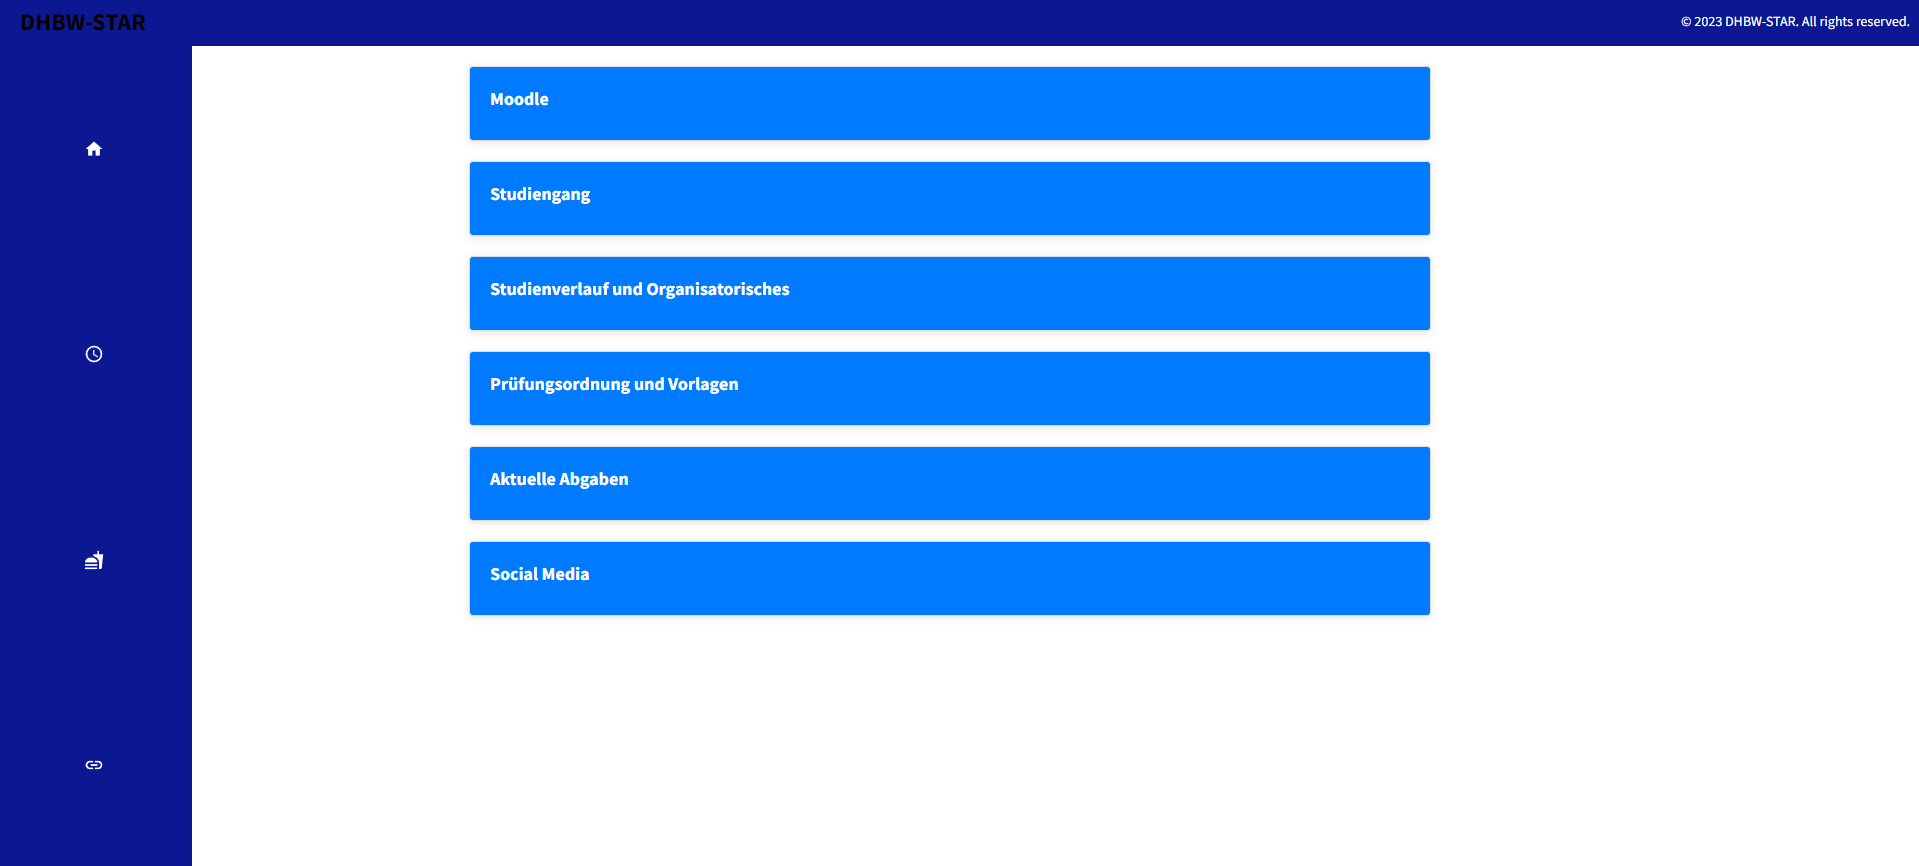 DHBW-STAR
© 2023 DHBW-STAR. All rights reserved.
Moodle
Studiengang
Studienverlauf und Organisatorisches
Prüfungsordnung und Vorlagen
Aktuelle Abgaben
Social Media